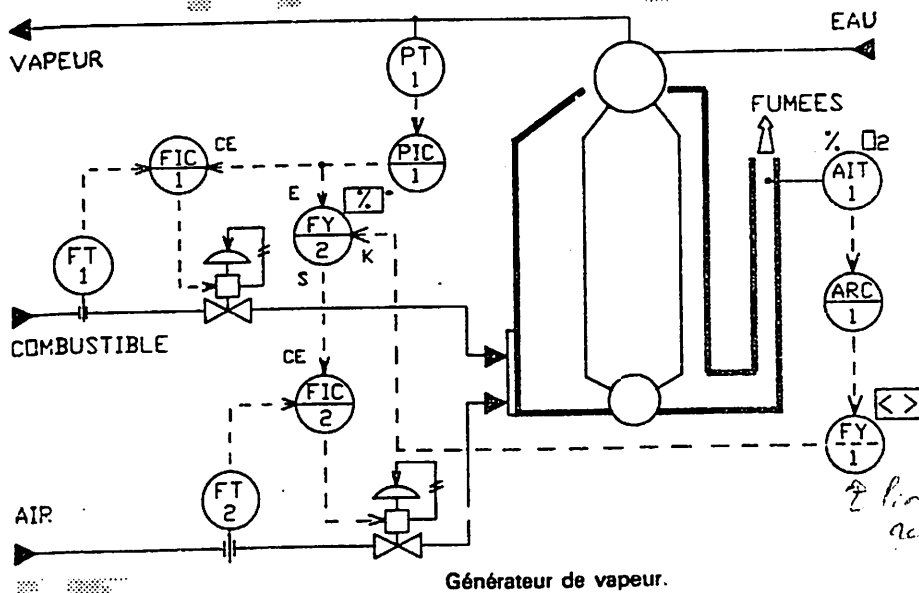 EAU
VAPEUR
PT
1
FUMEES
% O2
FIC
1
CE
PIC
1
AIT
1
E
%
FY
2
K
S
FT
1
ARC
1
COMBUSTIBLE
CE
FIC
2
< >
FY
1
FT
2
AIR
Générateur de vapeur.